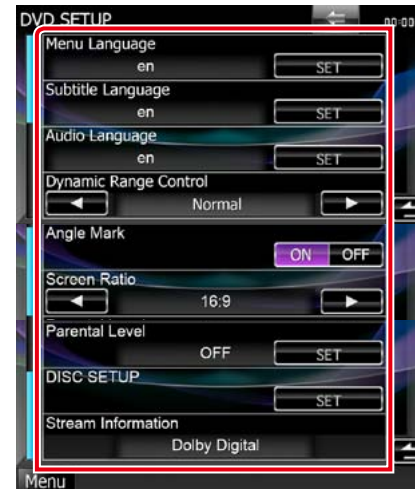 DVD SETUP
00:00
Menu Language
en
SET
Subtitle Language
en
SET
Audio Language
en
SET
Dynamic Range Control
Normal
Angle Mark
ON OFF
Screen Ratio
16:9
Parental Level
OFF
SET
DISC SETUP
SET
Stream Information
Dolby Digital
Menu